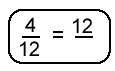 4/12 = 12/